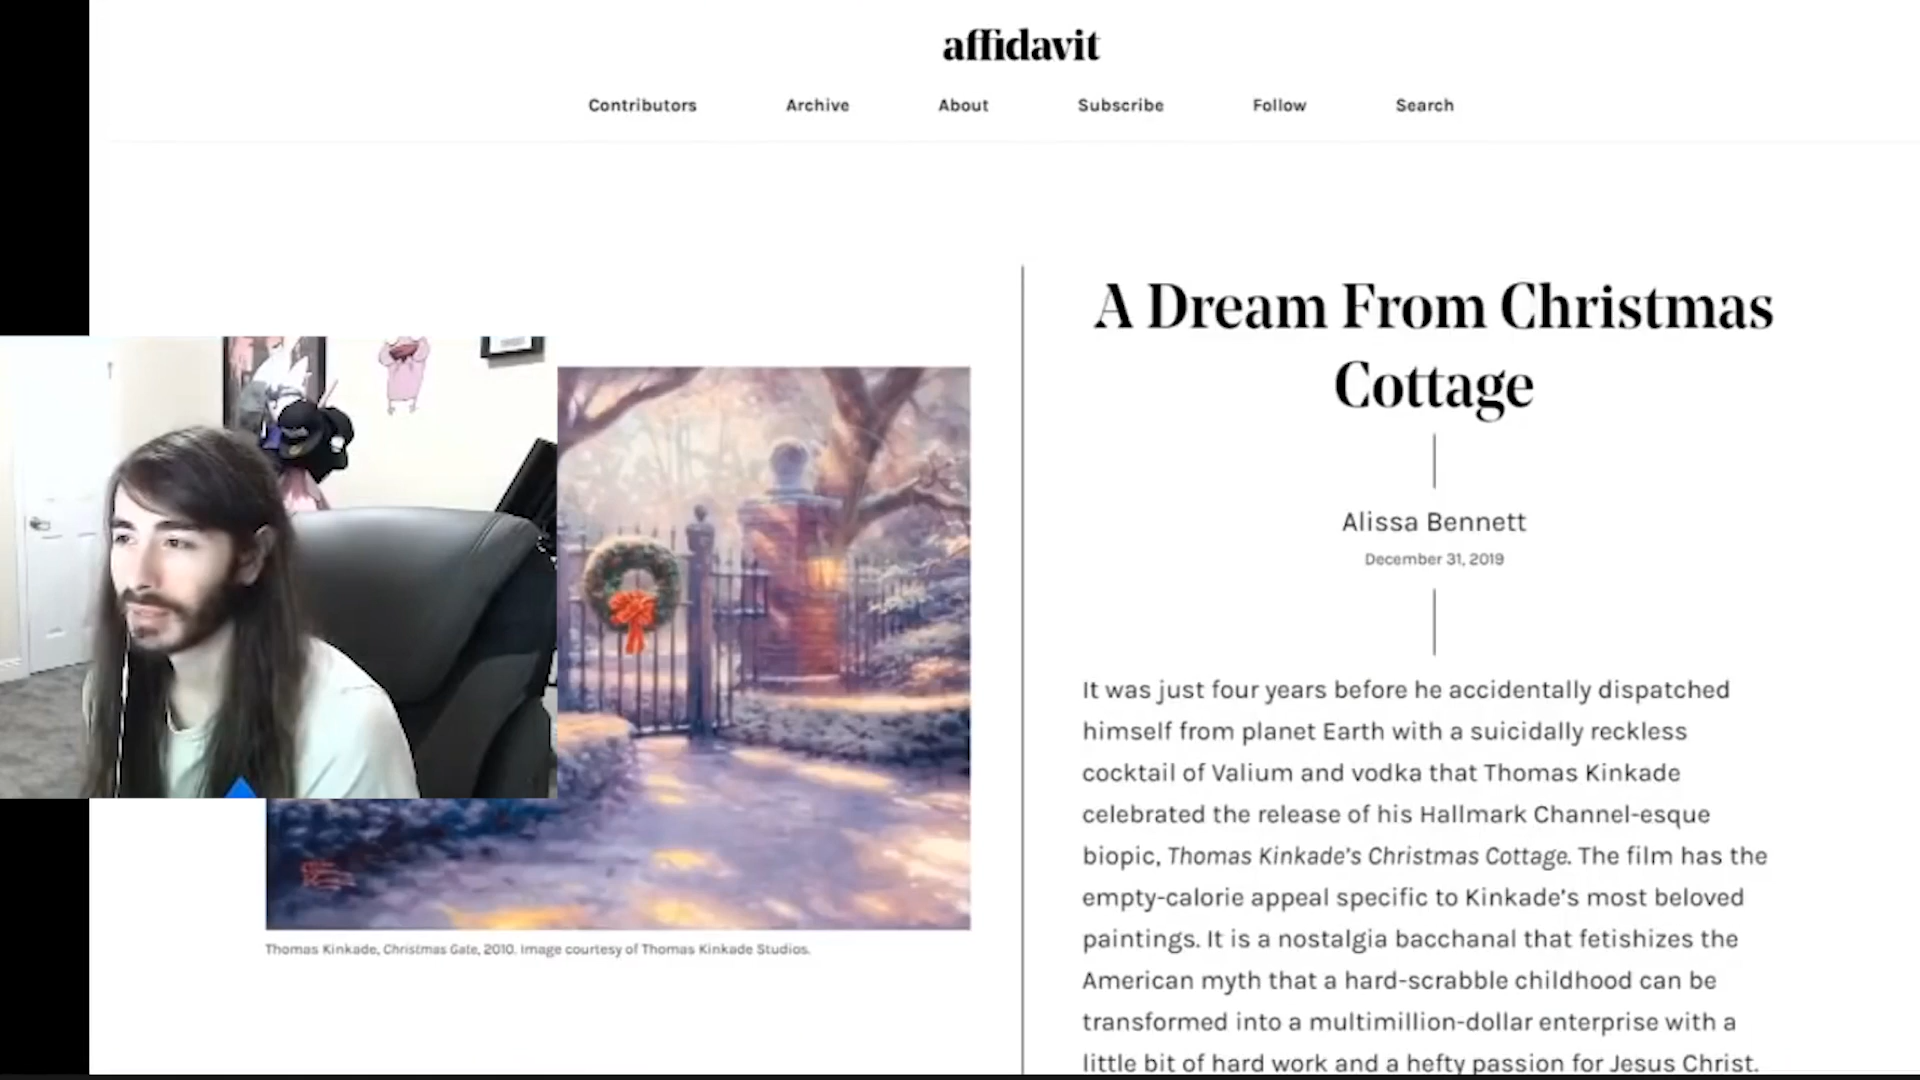 affidavit
Contributors Archive About Subscribe Follow Search
A Dream From Christmas
Cottage
Alissa Bennett
December 31, 2019
It was just four years before he accidentally dispatched
himself from planet Earth with a suicidally reckless
cocktail of Valium and vodka that Thomas Kinkade
celebrated the release of his Hallmark Channel-esque
biopic, Thomas Kinkade's Christmas Cottage. The film has the
empty-calorie appeal specific to Kinkade's most beloved
paintings. It is a nostalgia bacchanal that fetishizes the
American myth that a hard-scrabble childhood can be
transformed into a multimillion-dollar enterprise with a
little bit of hard work and a hefty passion for Jesus Christ.
Thomas Kinkade, Christmas Gate, 2010. Image courtesy of Thomas Kinkade Studios.